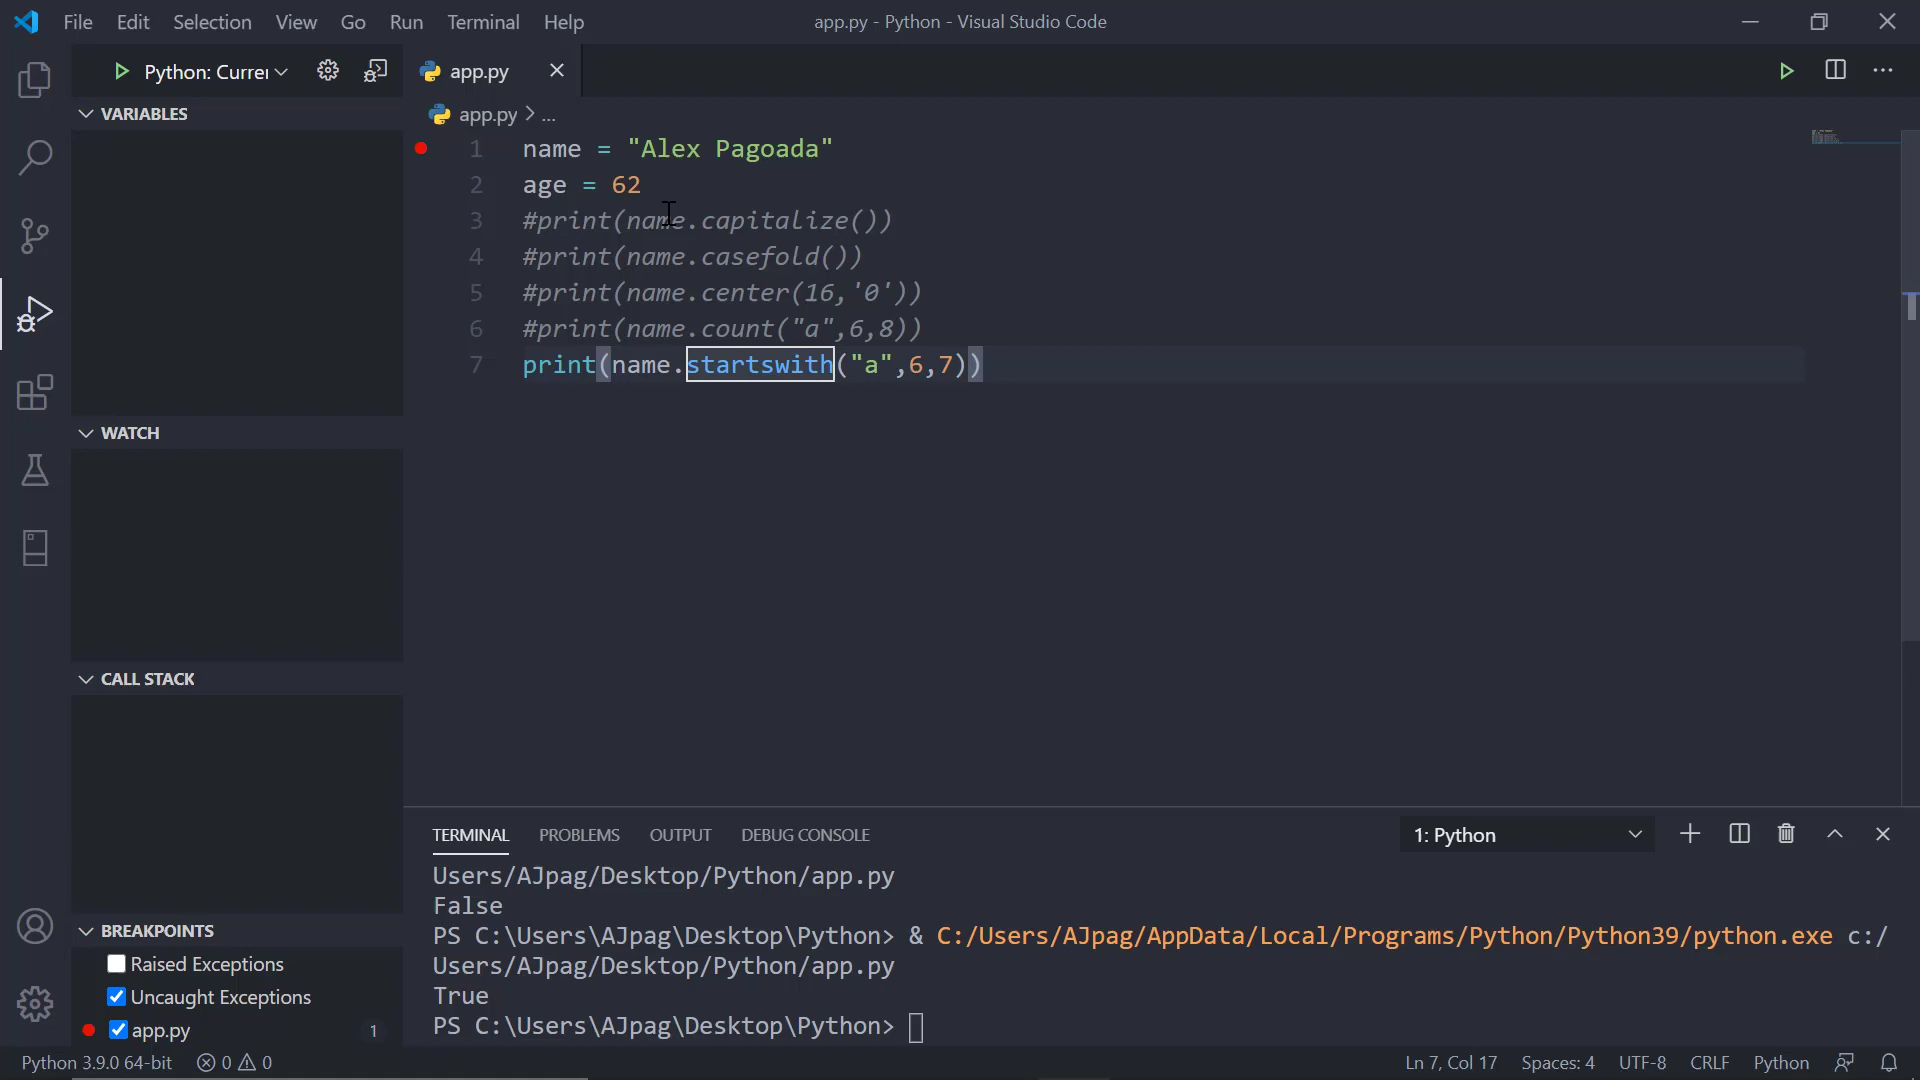 File Edit Selection View Go Run Terminal Help
app.py - Python - Visual Studio Code
Python: Currer
app.py
VARIABLES
app.py > ...
1 name = "Alex Pagoada"
2 age = 62
3 #print(name.capitalize())
4 #print(name.casefold())
5 #print(name.center(16,'0'))
6 #print(name.count("a",6,8))
7 print(name.startswith("a",6,7))
WATCH
CALL STACK
BREAKPOINTS
Raised Exceptions
Uncaught Exceptions
app.py 1
TERMINAL PROBLEMS OUTPUT DEBUG CONSOLE
1: Python
Users/AJpag/Desktop/Python/app.py
False
PS C:\Users\AJpag\Desktop\Python> & C:/Users/AJpag/AppData/Local/Programs/Python/Python39/python.exe c:/
Users/AJpag/Desktop/Python/app.py
True
PS C:\Users\AJpag\Desktop\Python>
Python 3.9.0 64-bit 0 0
Ln 7, Col 17 Spaces: 4 UTF-8 CRLF Python